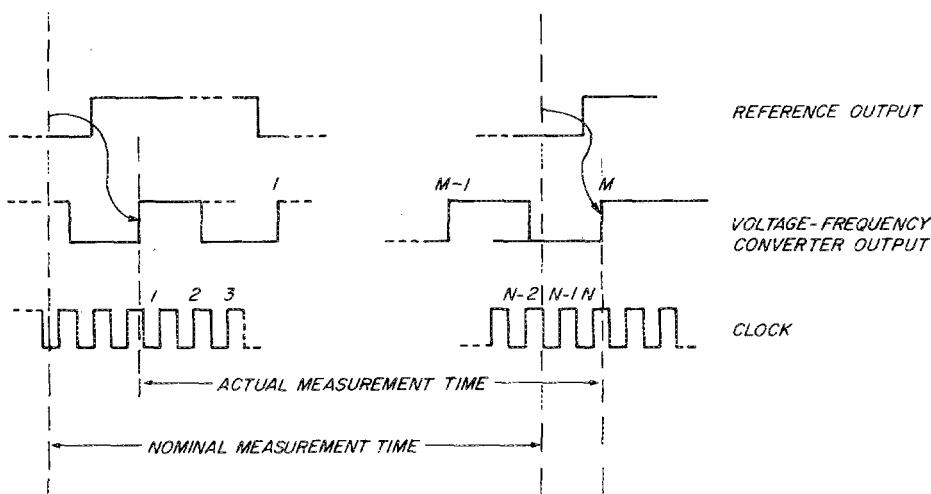 REFERENCE OUTPUT
1 M-1 M
VOLTAGE-FREQUENCY
CONVERTER OUTPUT
1 2 3 N-2 N-1 N
CLOCK
ACTUAL MEASUREMENT TIME
NOMINAL MEASUREMENT TIME